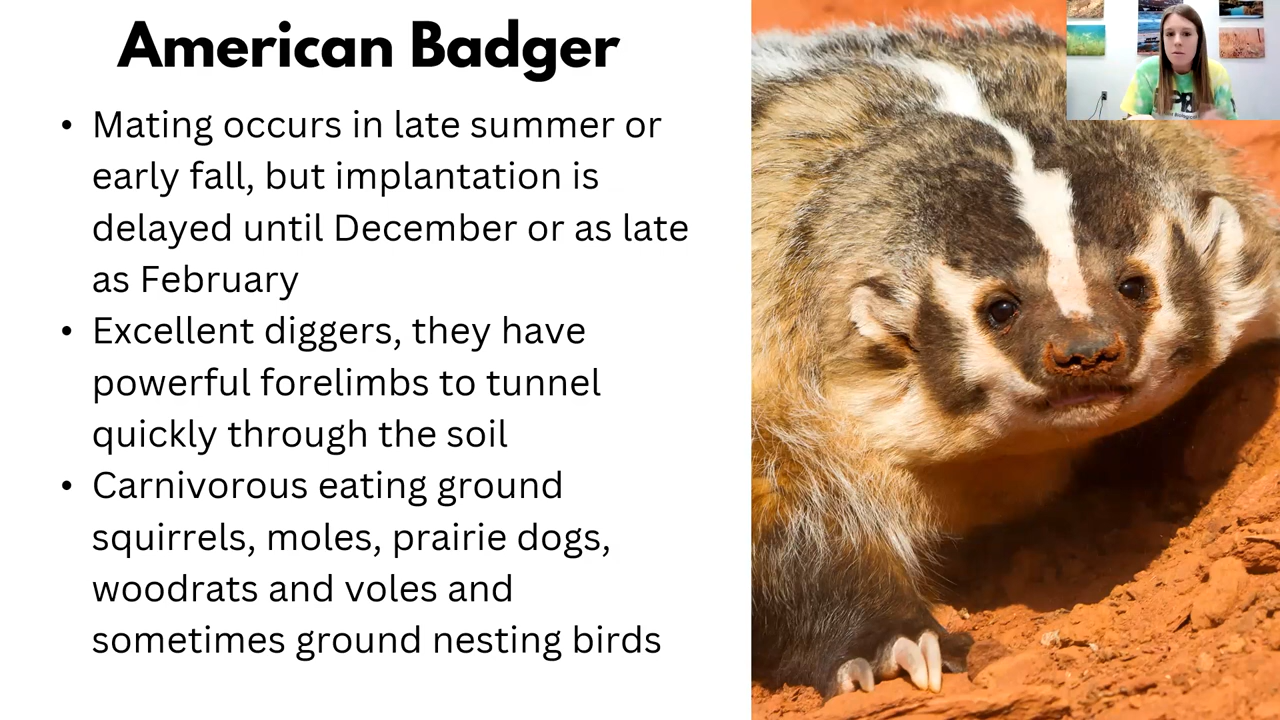 American Badger
• Mating occurs in late summer or
early fall, but implantation is
delayed until December or as late
as February
• Excellent diggers, they have
powerful forelimbs to tunnel
quickly through the soil
• Carnivorous eating ground
squirrels, moles, prairie dogs,
woodrats and voles and
sometimes ground nesting birds